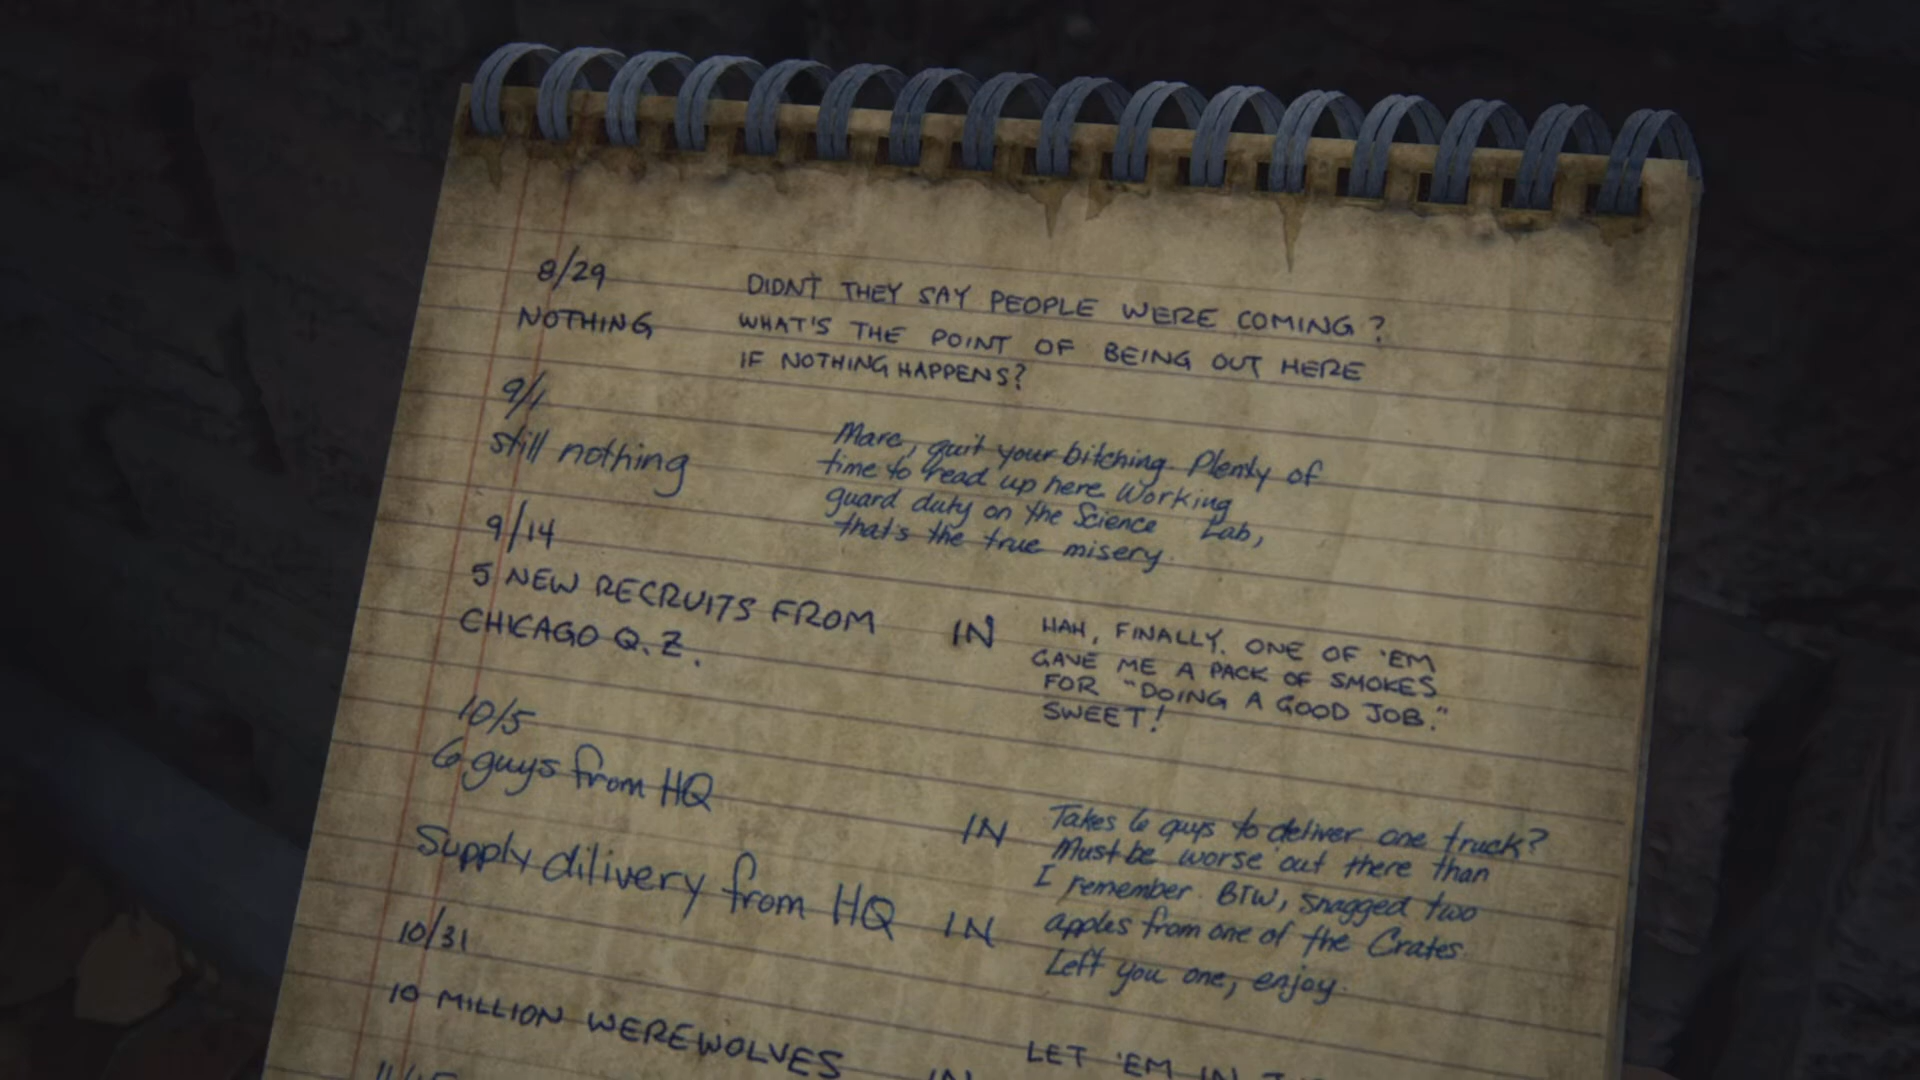 8/29
NOTHING
DIDN'T THEY SAY PEOPLE WERE COMING?
WHAT'S THE POINT OF BEING OUT HERE
IF NOTHING HAPPENS?
9/1
still nothing
Marc, quit your bitching. Plenty of
time to read up here. Working
guard duty on the Science Lab,
that's the true misery.
9/14
5 NEW RECRUITS FROM
CHICAGO Q.Z.
IN
HAH, FINALLY. ONE OF 'EM
GAVE ME A PACK OF SMOKES
FOR "DOING A GOOD JOB."
SWEET!
10/5
6 guys from HQ
IN
Supply dilivery from HQ
IN
Takes 6 guys to deliver one truck?
Must be worse out there than
I remember. BTW, snagged two
apples from one of the Crates
Left you one, enjoy.
10/31
10 MILLION WEREWOLVES
IN
LET 'EM IN